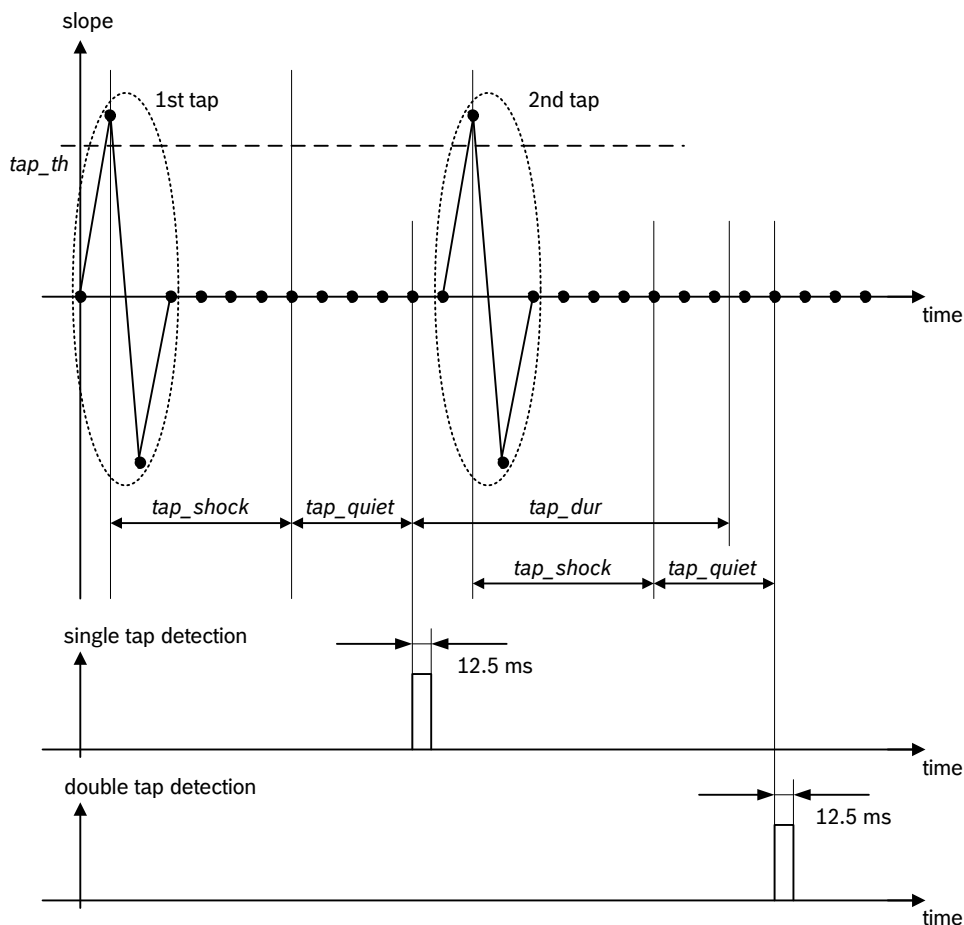 slope
1st tap
2nd tap
tap_th
time
tap_shock
tap_quiet
tap_dur
tap_shock
tap_quiet
single tap detection
12.5 ms
time
double tap detection
12.5 ms
time